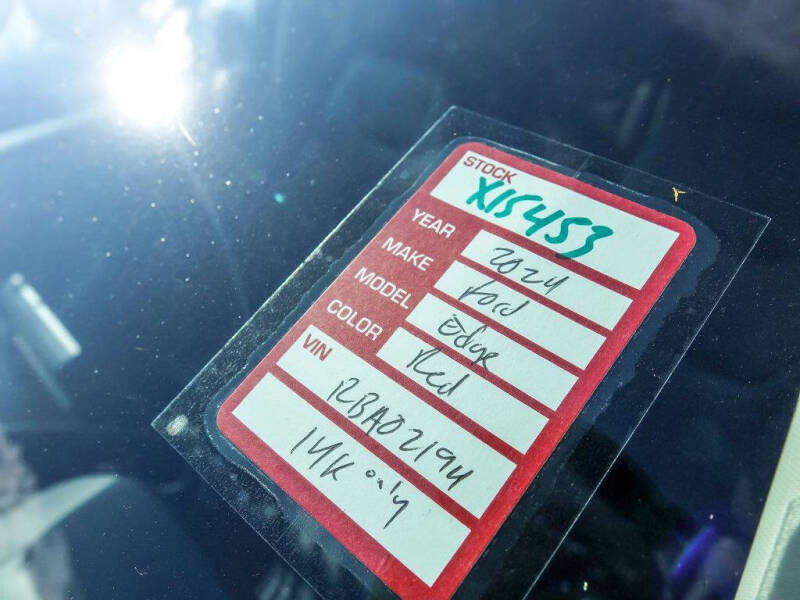 STOCK X15453
YEAR 2024
MAKE Ford
MODEL Edge
COLOR Red
VIN RBA02194
14K only